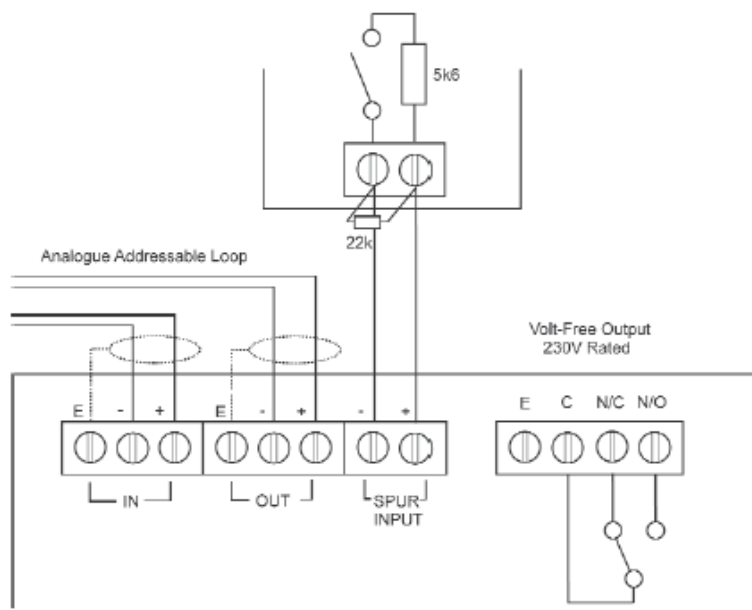 5k6
22k
Analogue Addressable Loop
Volt-Free Output
230V Rated
E - + E - + - + E C N/C N/O
IN OUT SPUR
INPUT